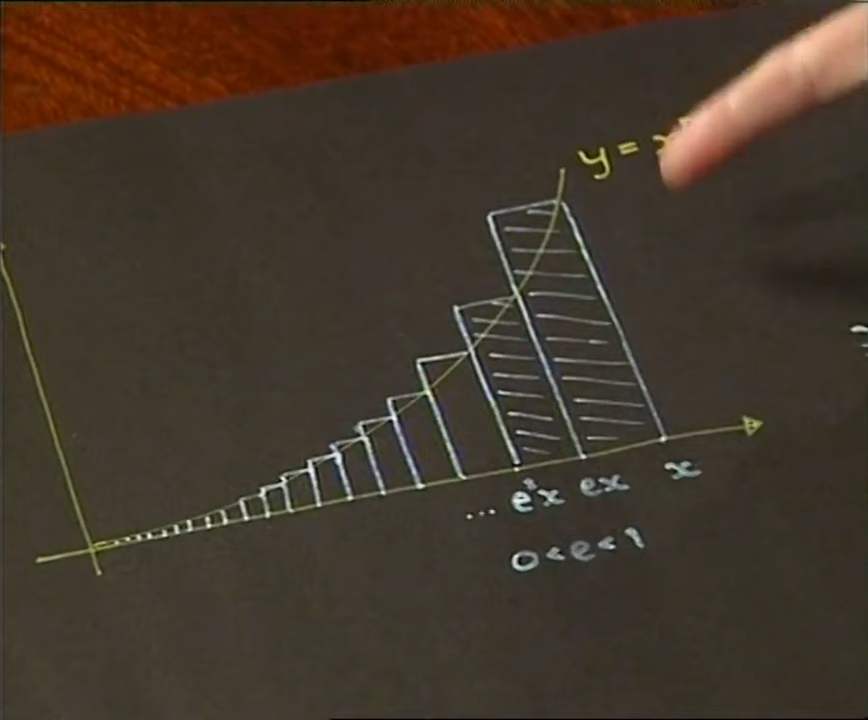 y = x
... e²x ex x
0 < e < 1